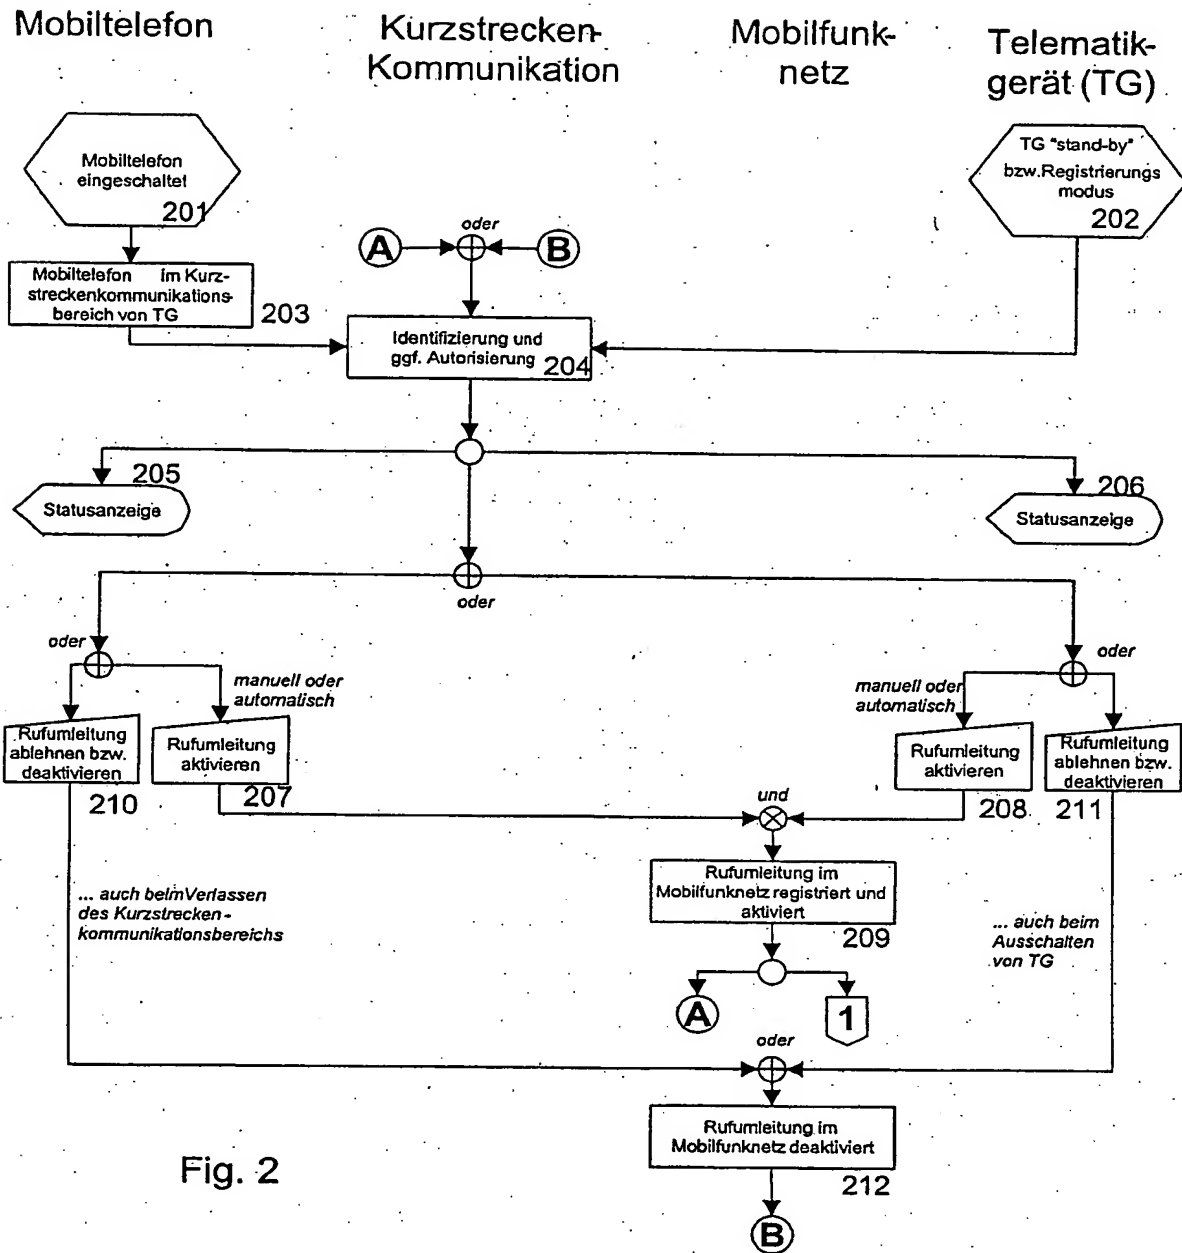 Mobiltelefon
Kurzstrecken-
Kommunikation
Mobilfunk-
netz
Telematik-
gerät (TG)
Mobiltelefon
eingeschaltet
201
TG "stand-by"
bzw.Registrierungs
modus
202
oder
A
B
Mobiltelefon im Kurz-
streckenkommunikations-
bereich von TG
203
Identifizierung und
ggf. Autorisierung
204
205
Statusanzeige
206
Statusanzeige
oder
oder
manuell oder
automatisch
oder
manuell oder
automatisch
Rufumleitung
ablehnen bzw.
deaktivieren
210
Rufumleitung
aktivieren
207
Rufumleitung
aktivieren
208
Rufumleitung
ablehnen bzw.
deaktivieren
211
und
Rufumleitung im
Mobilfunknetz registriert und
aktiviert
209
... auch beim Verlassen
des Kurzstrecken-
kommunikationsbereichs
... auch beim
Ausschalten
von TG
A
1
oder
Rufumleitung im
Mobilfunknetz deaktiviert
212
B
Fig. 2